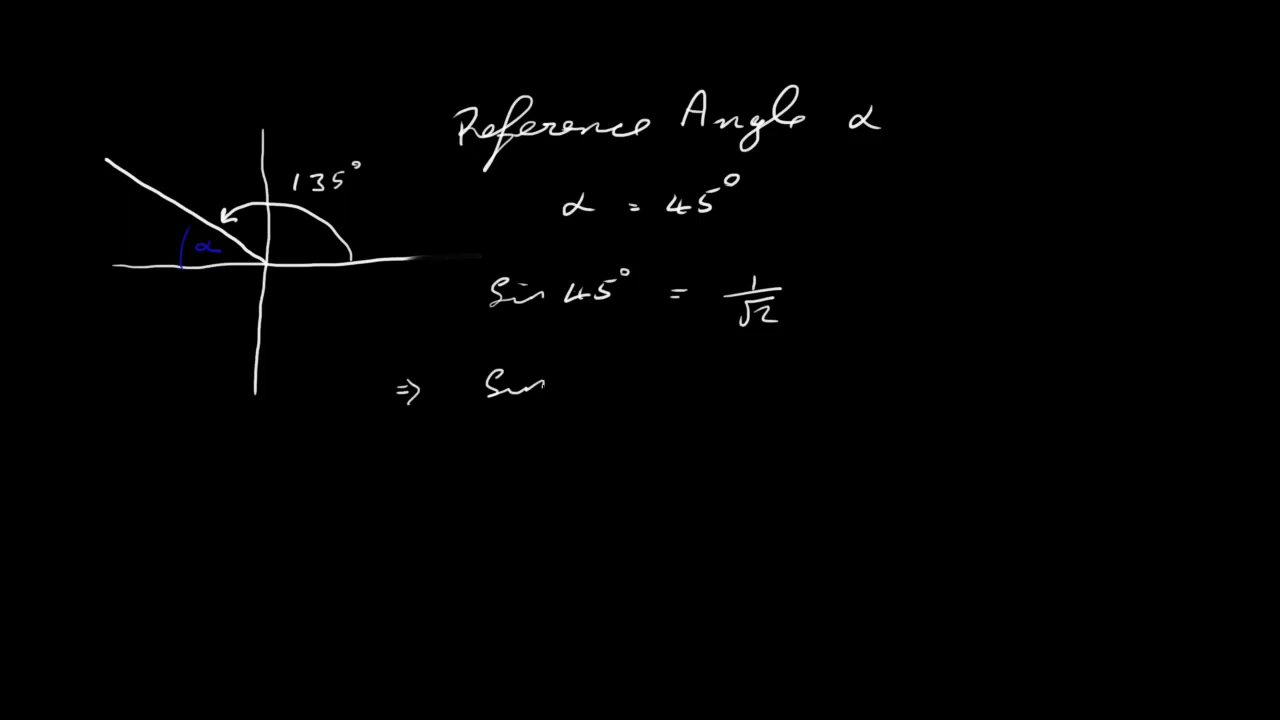 Reference Angle α
135°
α
α = 45°
Sin 45° = 1/√2
⇒ Sin